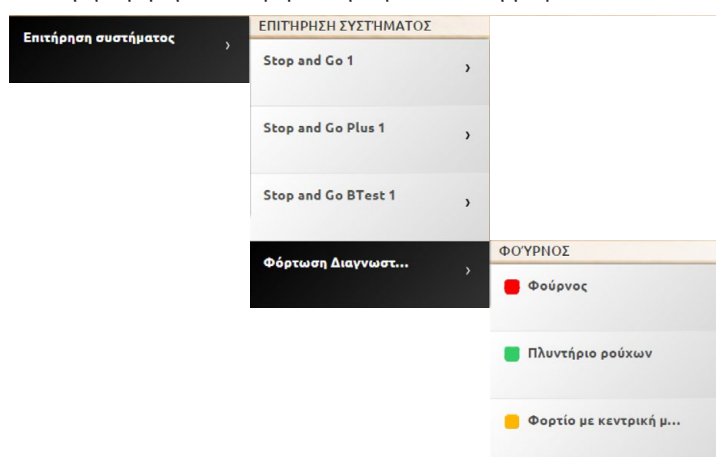 Επιτήρηση συστήματος
ΕΠΙΤΉΡΗΣΗ ΣΥΣΤΉΜΑΤΟΣ
Stop and Go 1
Stop and Go Plus 1
Stop and Go BTest 1
Φόρτωση Διαγνωστ...
ΦΟΎΡΝΟΣ
Φούρνος
Πλυντήριο ρούχων
Φορτίο με κεντρική μ...